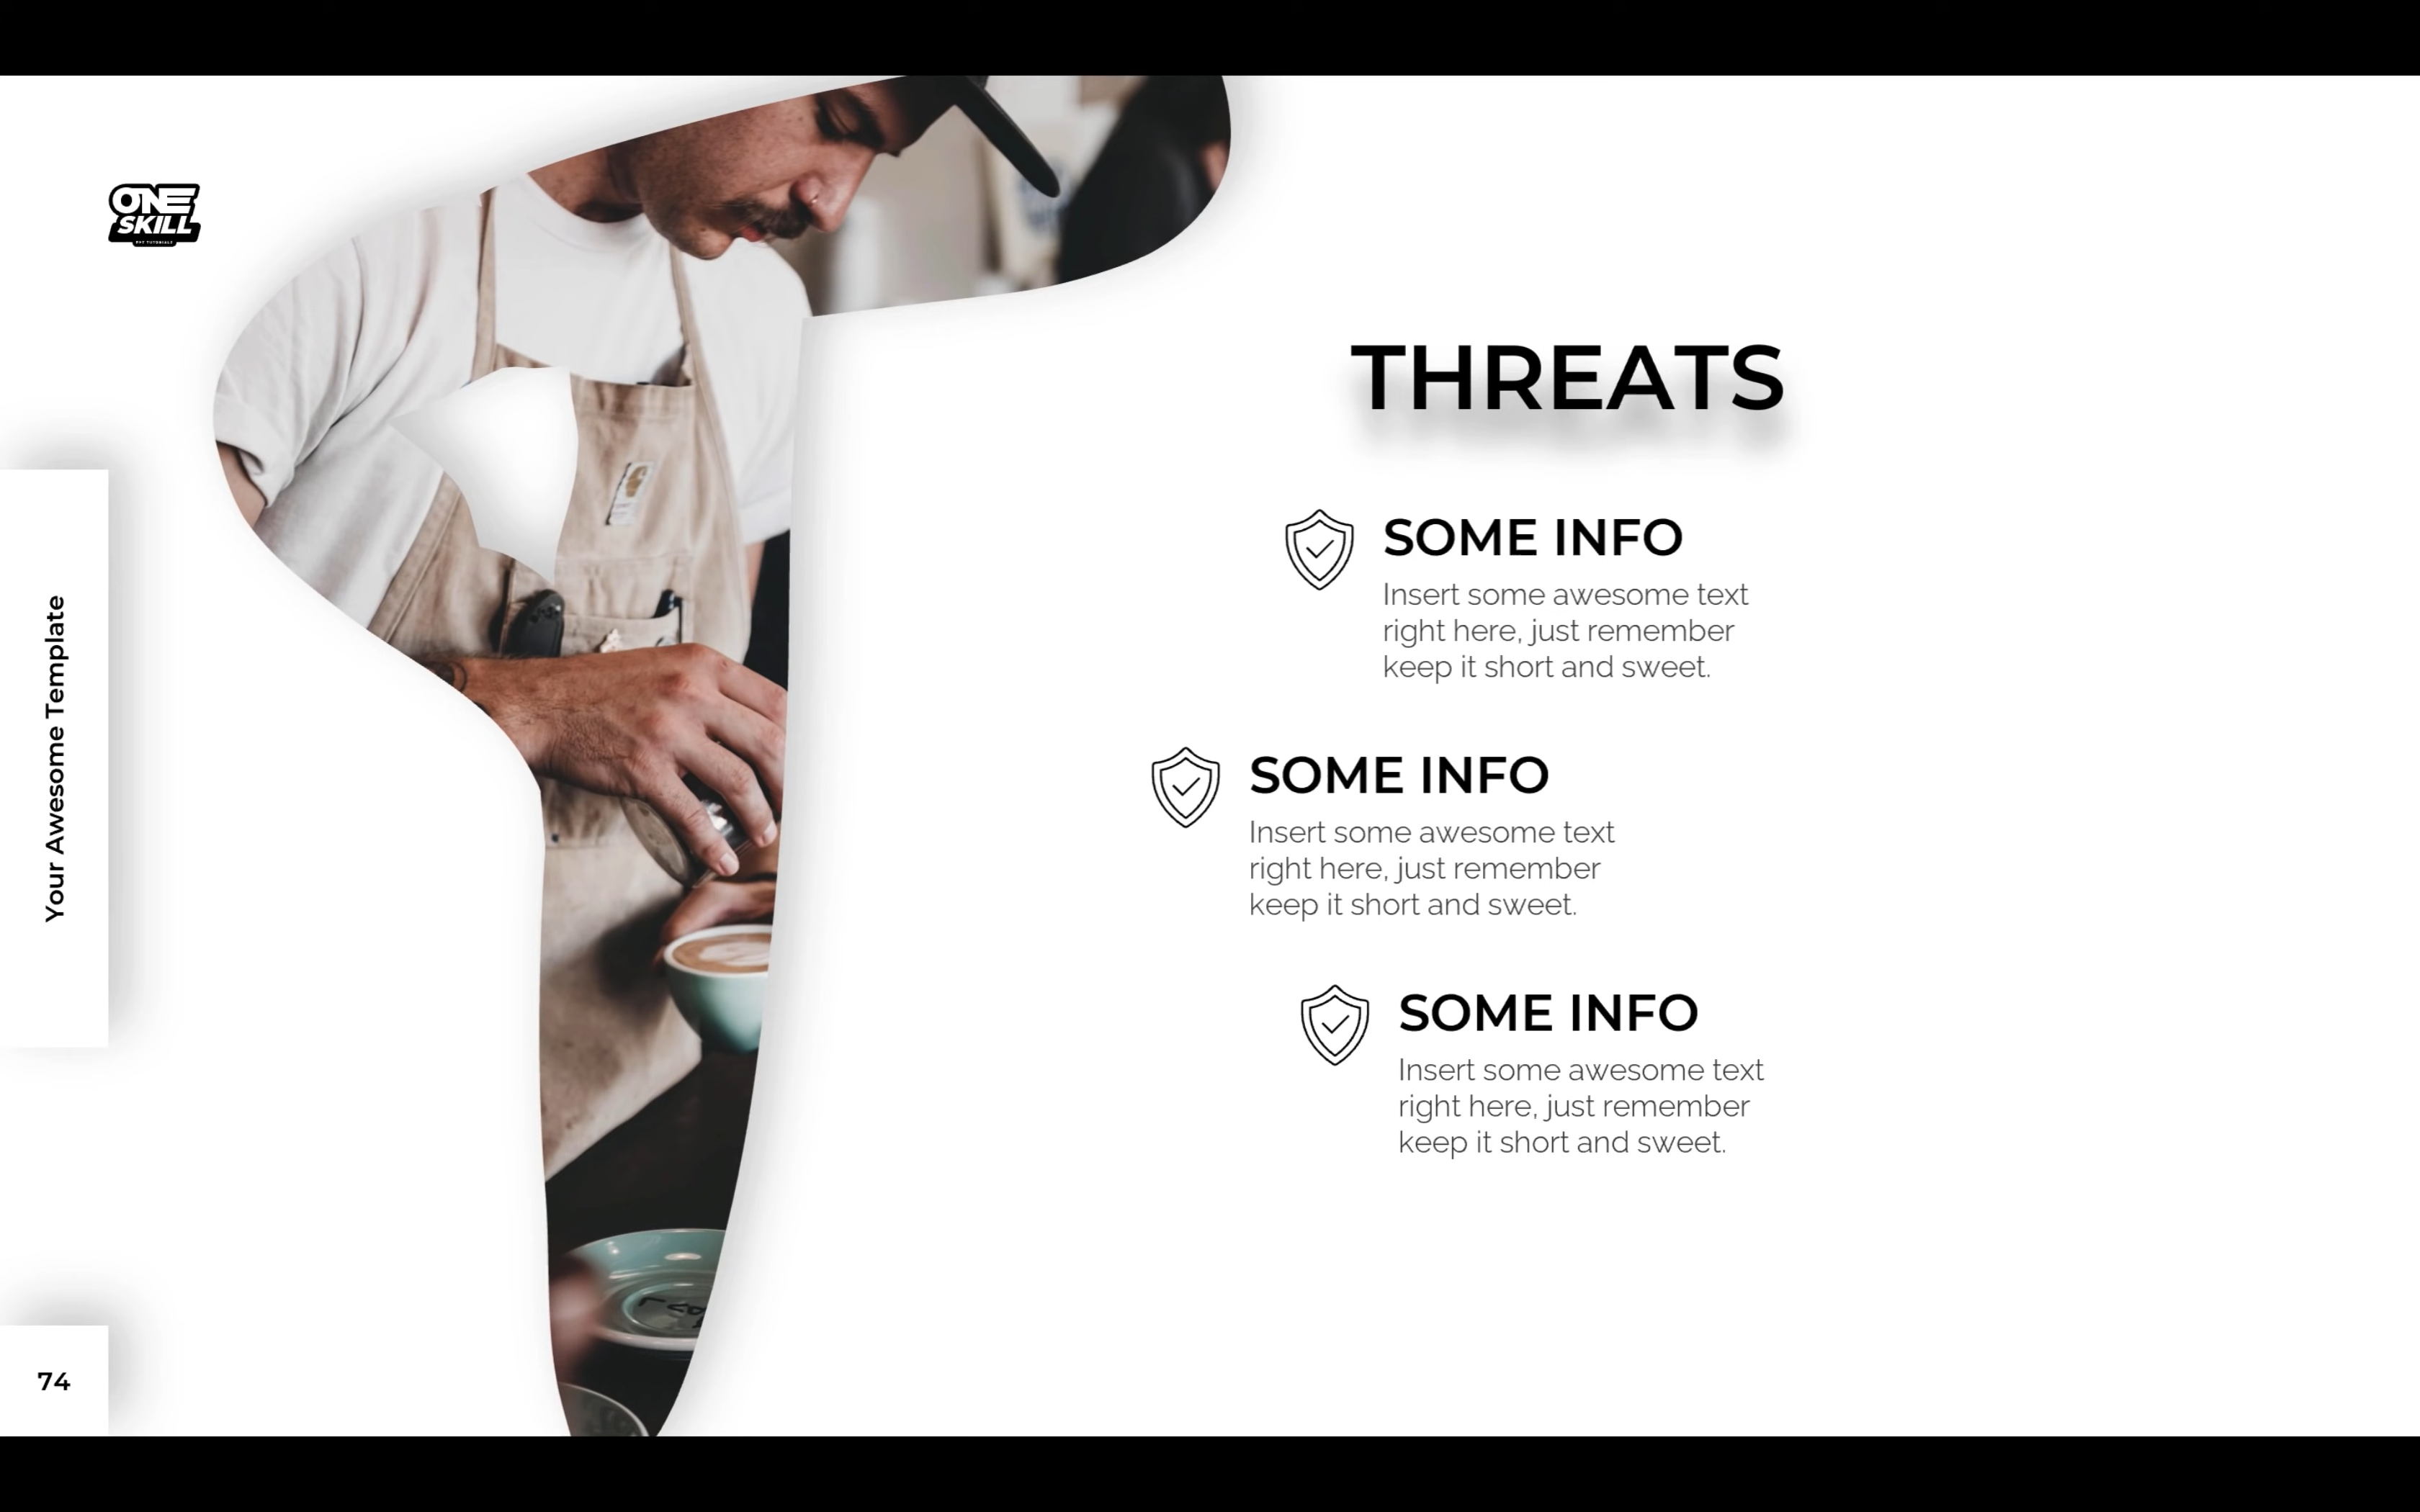 ONE
SKILL
PPT TUTORIALS
THREATS
SOME INFO
Insert some awesome text
right here, just remember
keep it short and sweet.
SOME INFO
Insert some awesome text
right here, just remember
keep it short and sweet.
SOME INFO
Insert some awesome text
right here, just remember
keep it short and sweet.
Your Awesome Template
74